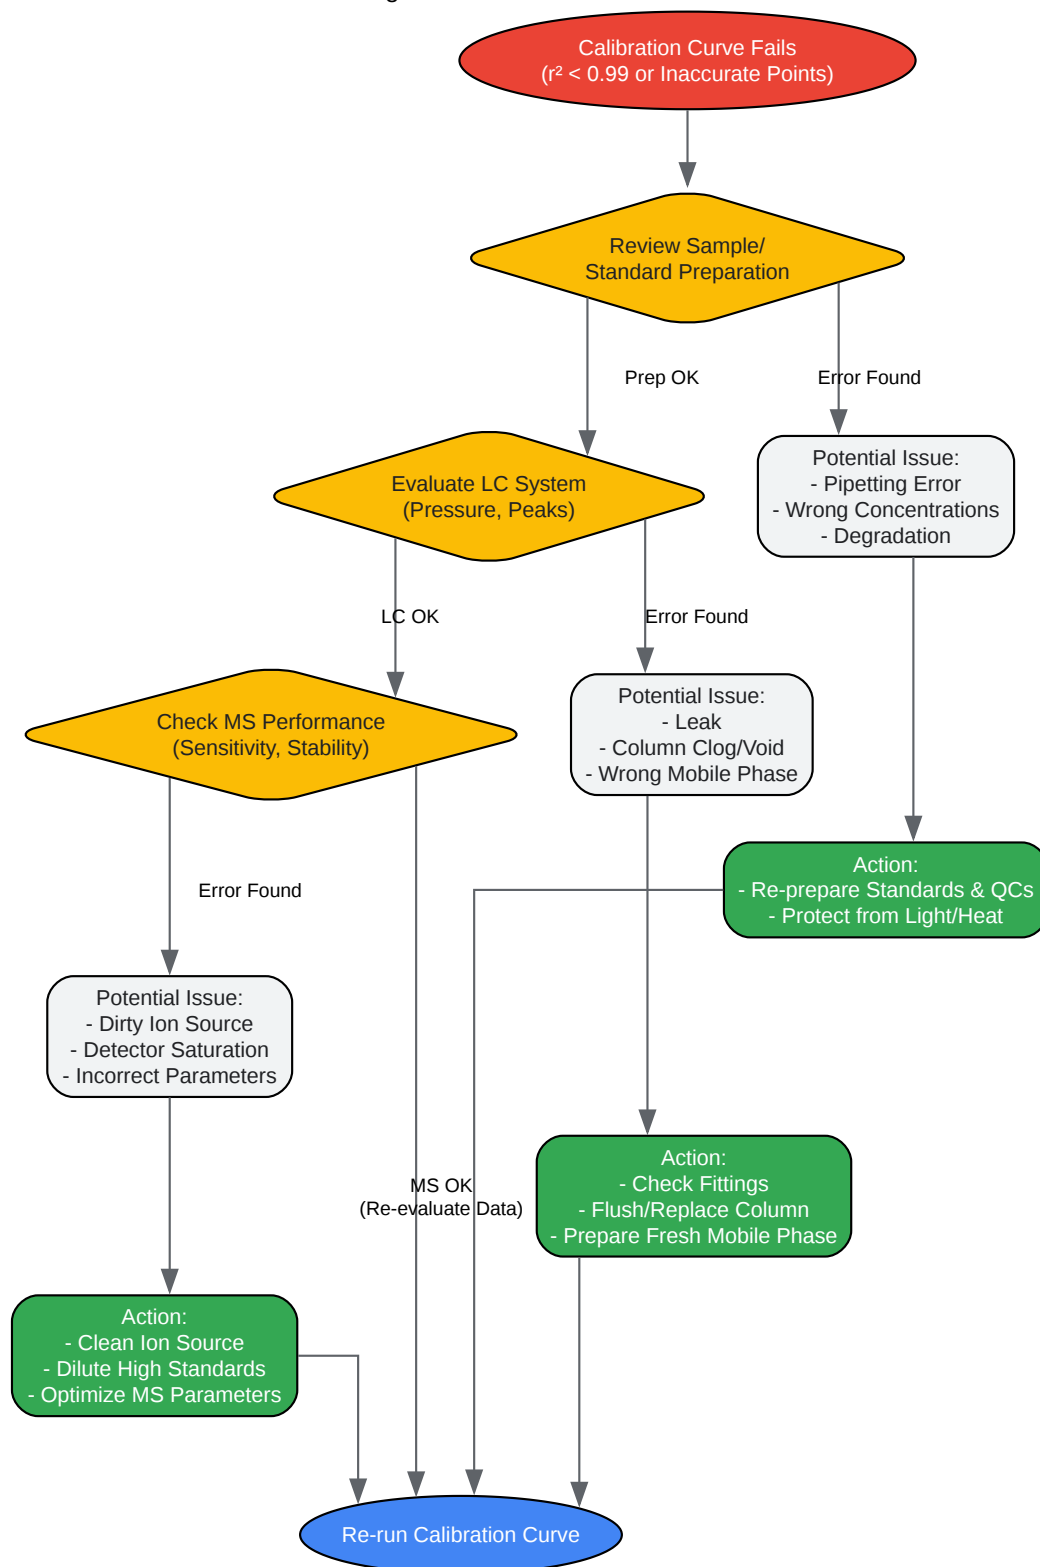 Calibration Curve Fails
(r² < 0.99 or Inaccurate Points)
Review Sample/
Standard Preparation
Prep OK
Error Found
Evaluate LC System
(Pressure, Peaks)
Potential Issue:
- Pipetting Error
- Wrong Concentrations
- Degradation
LC OK
Error Found
Check MS Performance
(Sensitivity, Stability)
Potential Issue:
- Leak
- Column Clog/Void
- Wrong Mobile Phase
Error Found
Action:
- Re-prepare Standards & QCs
- Protect from Light/Heat
Potential Issue:
- Dirty Ion Source
- Detector Saturation
- Incorrect Parameters
MS OK
(Re-evaluate Data)
Action:
- Check Fittings
- Flush/Replace Column
- Prepare Fresh Mobile Phase
Action:
- Clean Ion Source
- Dilute High Standards
- Optimize MS Parameters
Re-run Calibration Curve